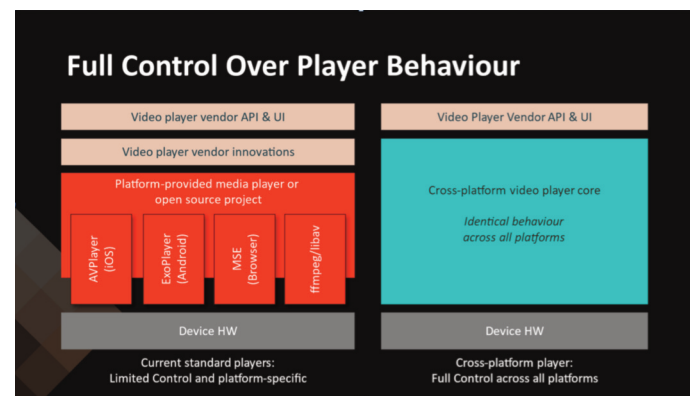 Full Control Over Player Behaviour
Video player vendor API & UI
Video player vendor innovations
Platform-provided media player or
open source project
AVPlayer
(iOS)
ExoPlayer
(Android)
MSE
(Browser)
ffmpeg/libav
Device HW
Current standard players:
Limited Control and platform-specific
Video Player Vendor API & UI
Cross-platform video player core
Identical behaviour
across all platforms
Device HW
Cross-platform player:
Full Control across all platforms